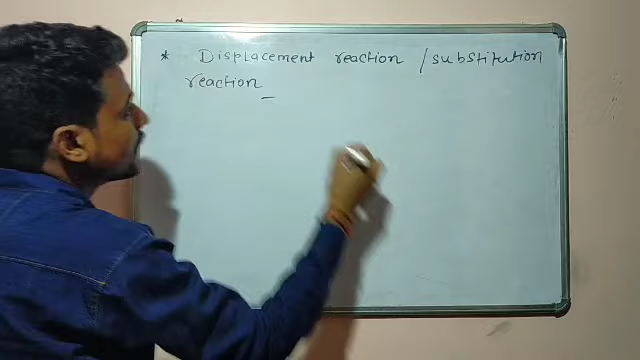 * Displacement reaction / substitution
reaction -